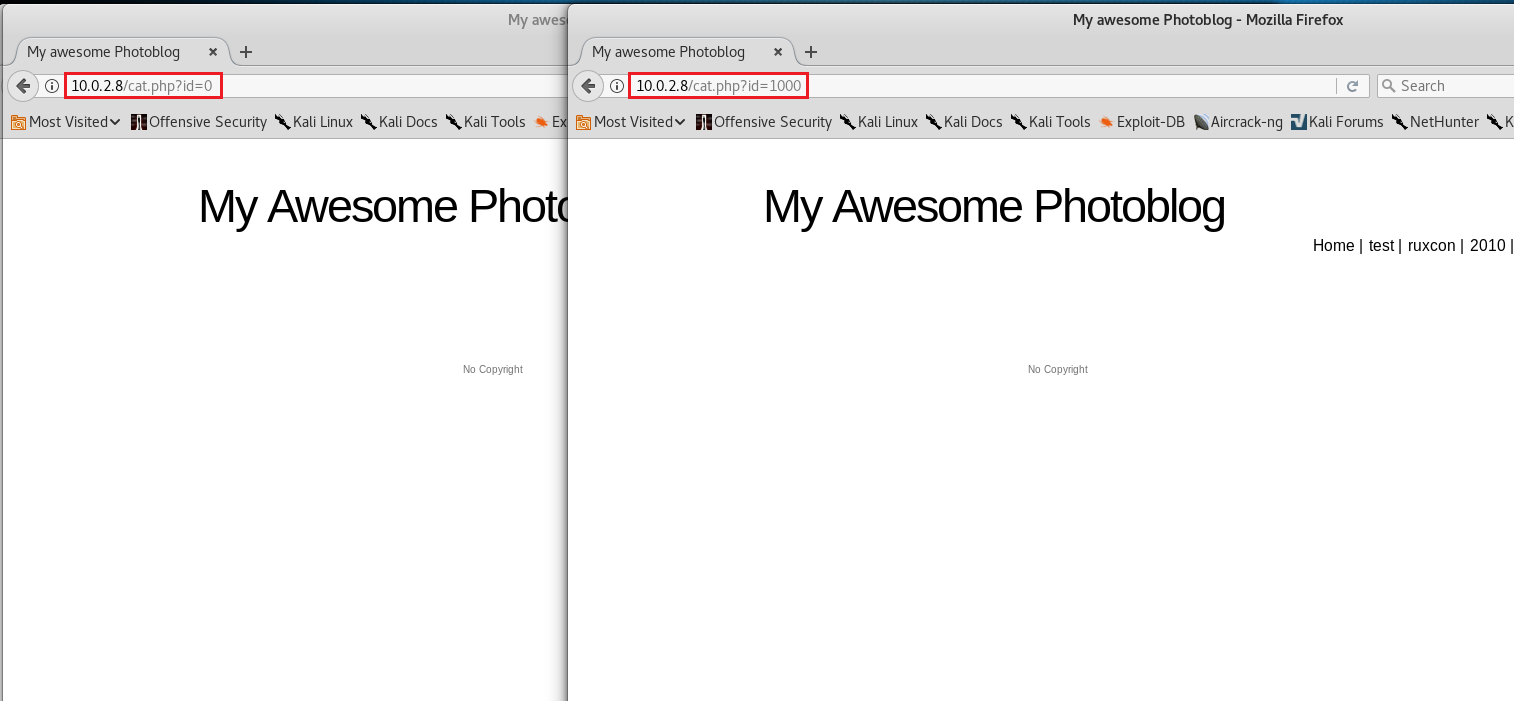 My aweso
My awesome Photoblog
10.0.2.8/cat.php?id=0
Most Visited Offensive Security Kali Linux Kali Docs Kali Tools Ex
My Awesome Photo
No Copyright
My awesome Photoblog - Mozilla Firefox
My awesome Photoblog
10.0.2.8/cat.php?id=1000 Search
Most Visited Offensive Security Kali Linux Kali Docs Kali Tools Exploit-DB Aircrack-ng Kali Forums NetHunter K
My Awesome Photoblog
Home | test | ruxcon | 2010 |
No Copyright